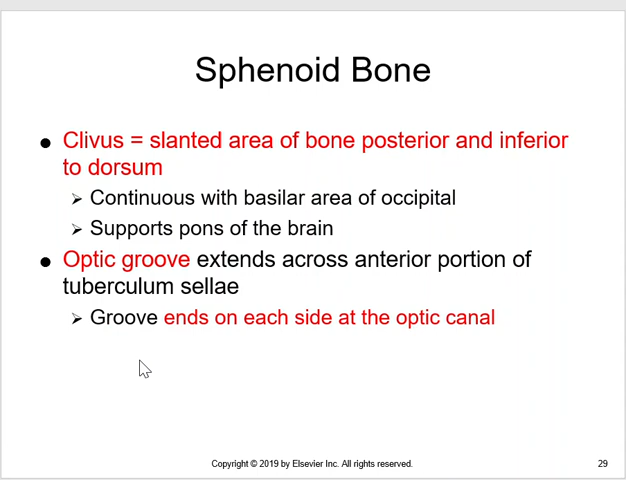 Sphenoid Bone
● Clivus = slanted area of bone posterior and inferior
to dorsum
➢ Continuous with basilar area of occipital
➢ Supports pons of the brain
● Optic groove extends across anterior portion of
tuberculum sellae
➢ Groove ends on each side at the optic canal
Copyright © 2019 by Elsevier Inc. All rights reserved.
29